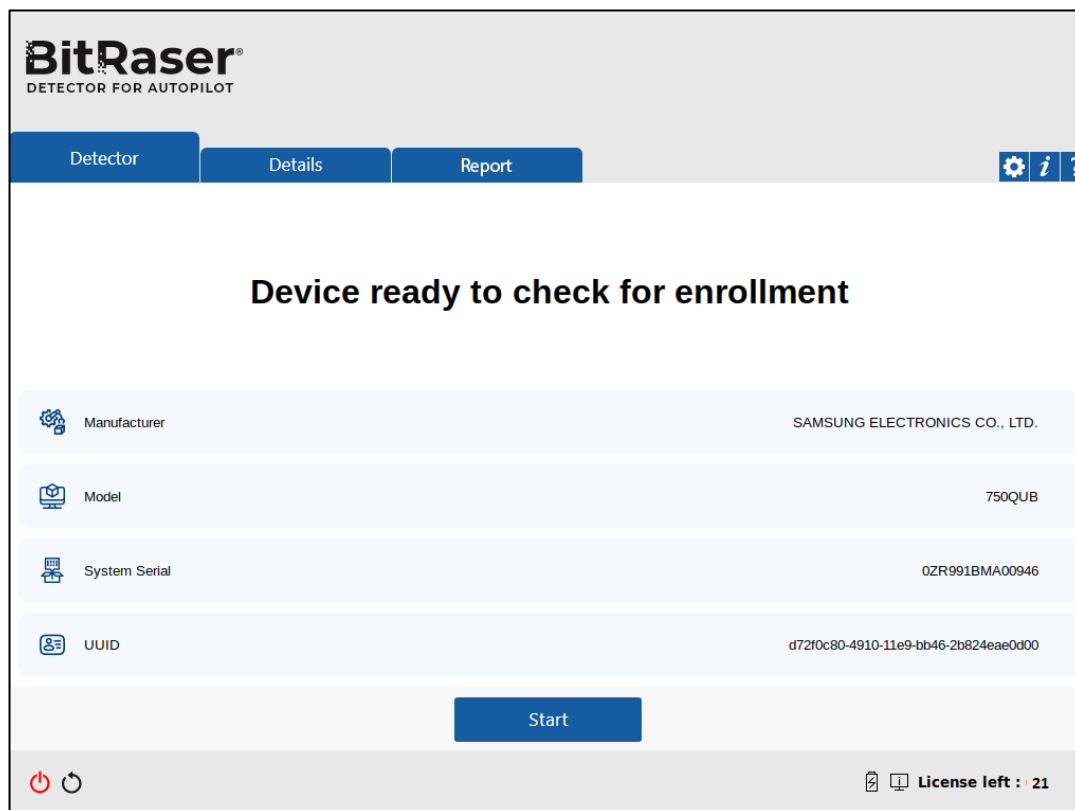 BitRaser®
DETECTOR FOR AUTOPILOT
Detector
Details
Report
i
?
Device ready to check for enrollment
Manufacturer
SAMSUNG ELECTRONICS CO., LTD.
Model
750QUB
System Serial
0ZR991BMA00946
UUID
d72f0c80-4910-11e9-bb46-2b824eae0d00
Start
License left : 21